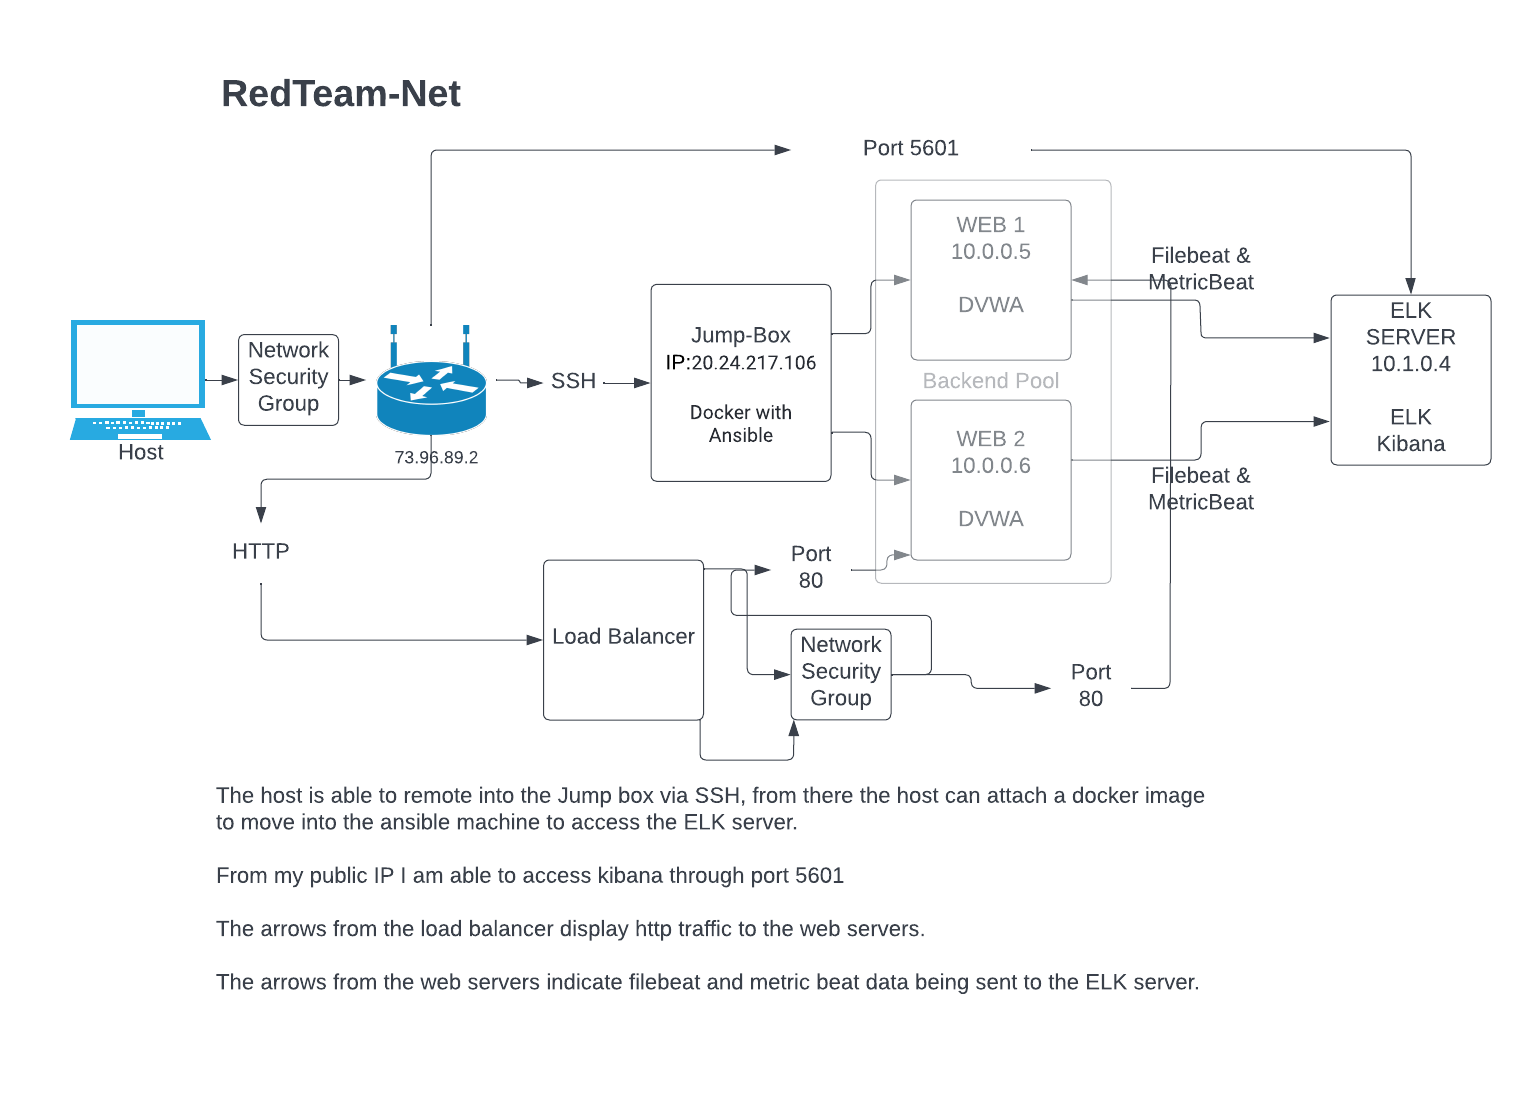 RedTeam-Net
Port 5601
WEB 1
10.0.0.5
DVWA
Filebeat &
MetricBeat
ELK
SERVER
10.1.0.4
ELK
Kibana
Jump-Box
IP:20.24.217.106
Docker with
Ansible
Network
Security
Group
SSH
Host
73.96.89.2
Backend Pool
WEB 2
10.0.0.6
DVWA
Filebeat &
MetricBeat
HTTP
Port
80
Load Balancer
Network
Security
Group
Port
80
The host is able to remote into the Jump box via SSH, from there the host can attach a docker image
to move into the ansible machine to access the ELK server.
From my public IP I am able to access kibana through port 5601
The arrows from the load balancer display http traffic to the web servers.
The arrows from the web servers indicate filebeat and metric beat data being sent to the ELK server.